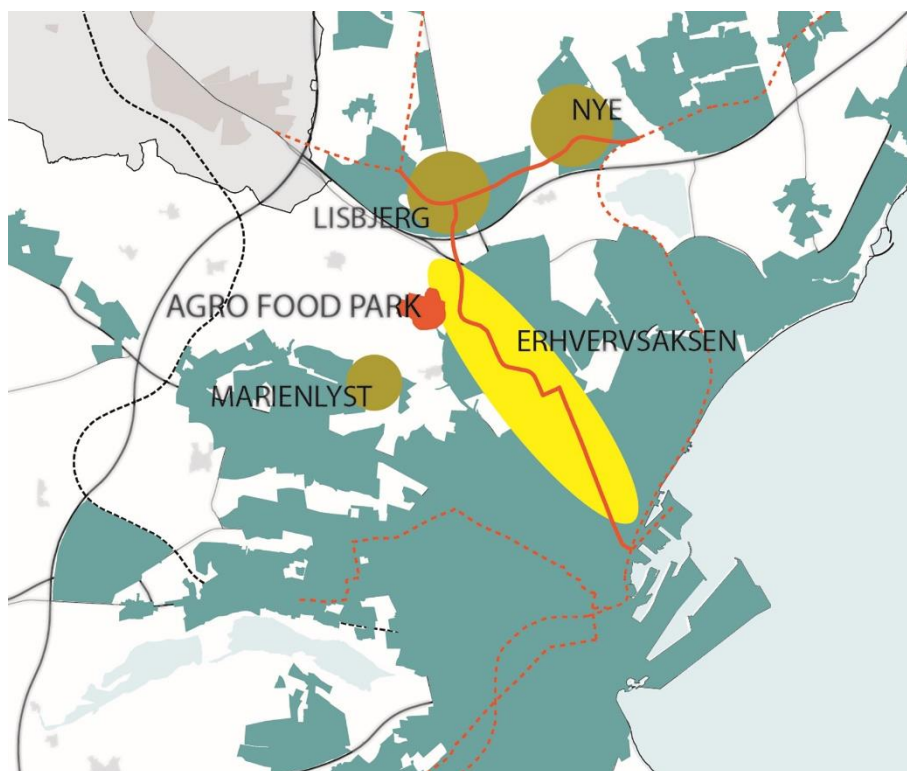 NYE
LISBJERG
AGRO FOOD PARK
ERHVERVSAKSEN
MARIENLYST